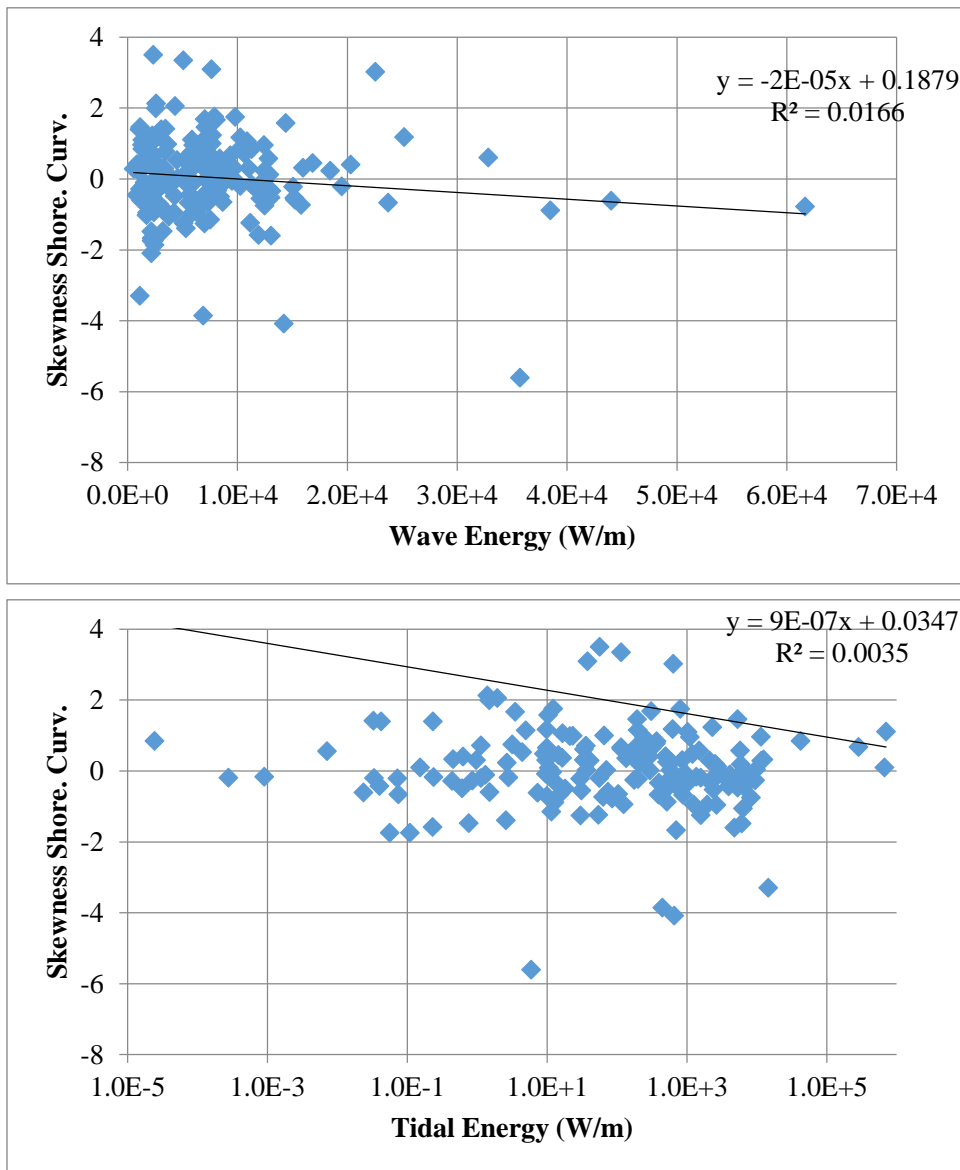 4
2
0
-2
-4
-6
-8
Skewness Shore. Curv.
y = -2E-05x + 0.1879
R² = 0.0166
0.0E+0 1.0E+4 2.0E+4 3.0E+4 4.0E+4 5.0E+4 6.0E+4 7.0E+4
Wave Energy (W/m)
4
2
0
-2
-4
-6
-8
Skewness Shore. Curv.
y = 9E-07x + 0.0347
R² = 0.0035
1.0E-5 1.0E-3 1.0E-1 1.0E+1 1.0E+3 1.0E+5
Tidal Energy (W/m)